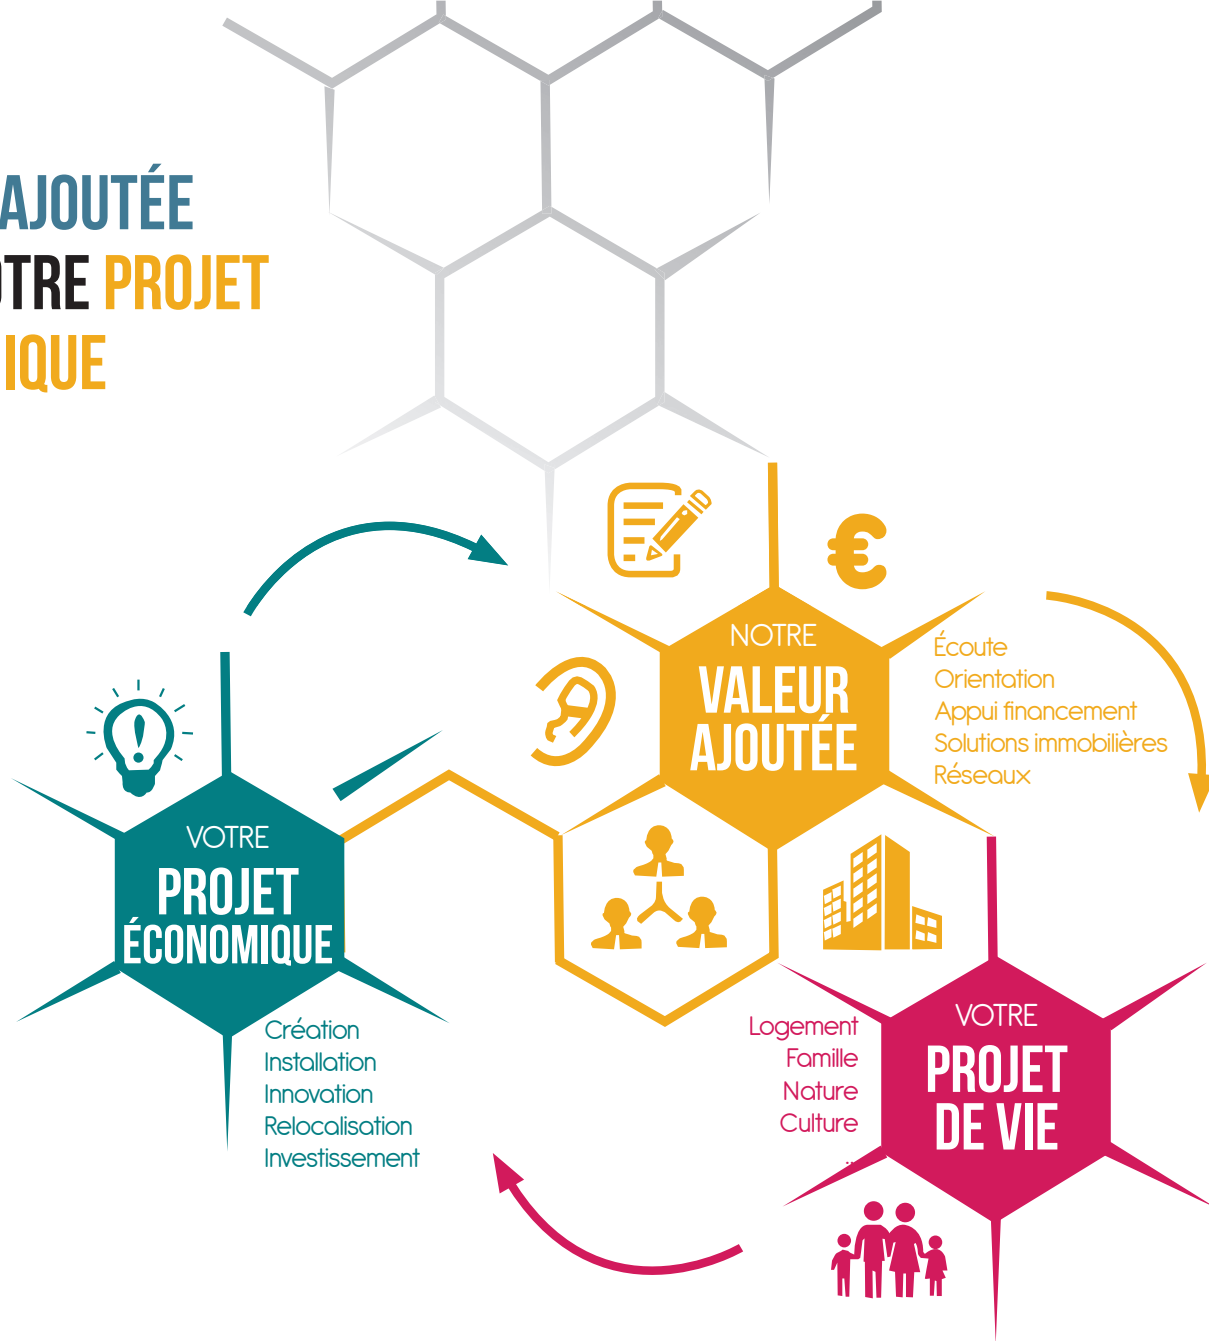 AJOUTÉE
OTRE PROJET
IQUE
NOTRE
VALEUR
AJOUTÉE
Écoute
Orientation
Appui financement
Solutions immobilières
Réseaux
VOTRE
PROJET
ÉCONOMIQUE
Création
Installation
Innovation
Relocalisation
Investissement
VOTRE
PROJET
DE VIE
Logement
Famille
Nature
Culture